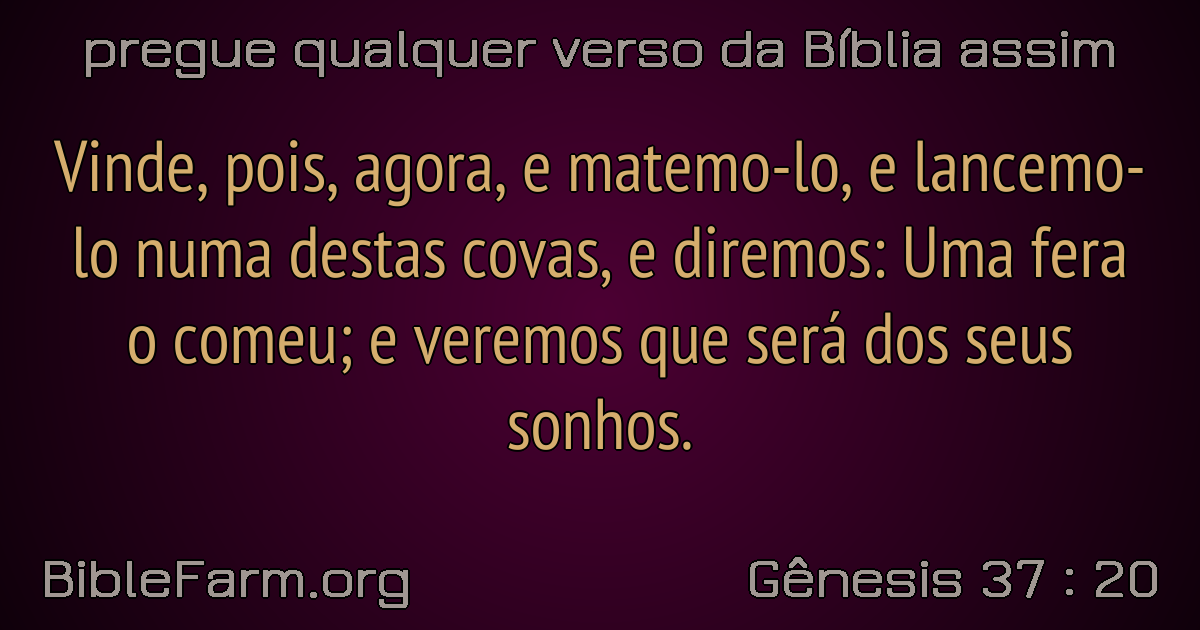 pregue qualquer verso da Bíblia assim
Vinde, pois, agora, e matemo-lo, e lancemo-
lo numa destas covas, e diremos: Uma fera
o comeu; e veremos que será dos seus
sonhos.
BibleFarm.org
Gênesis 37 : 20